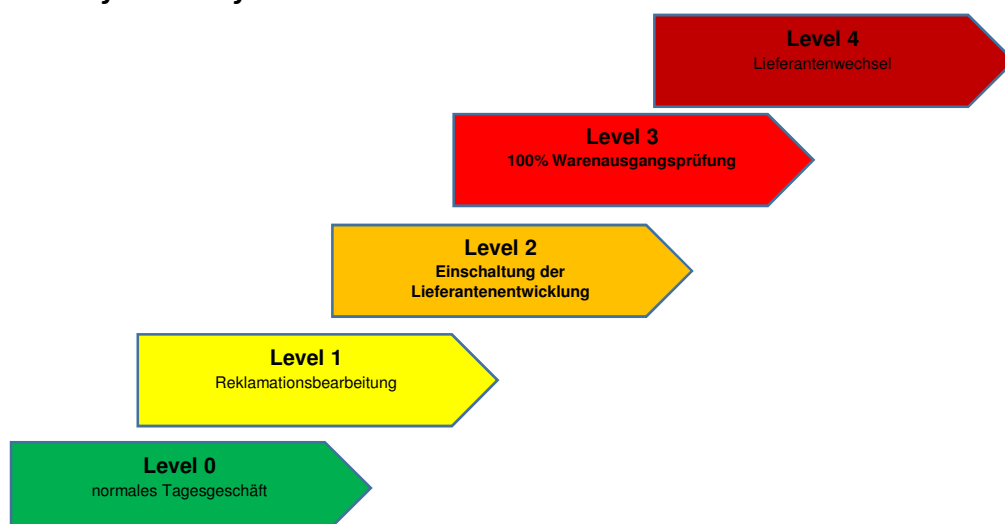 Level 4
Lieferantenwechsel
Level 3
100% Warenausgangsprüfung
Level 2
Einschaltung der
Lieferantenentwicklung
Level 1
Reklamationsbearbeitung
Level 0
normales Tagesgeschäft